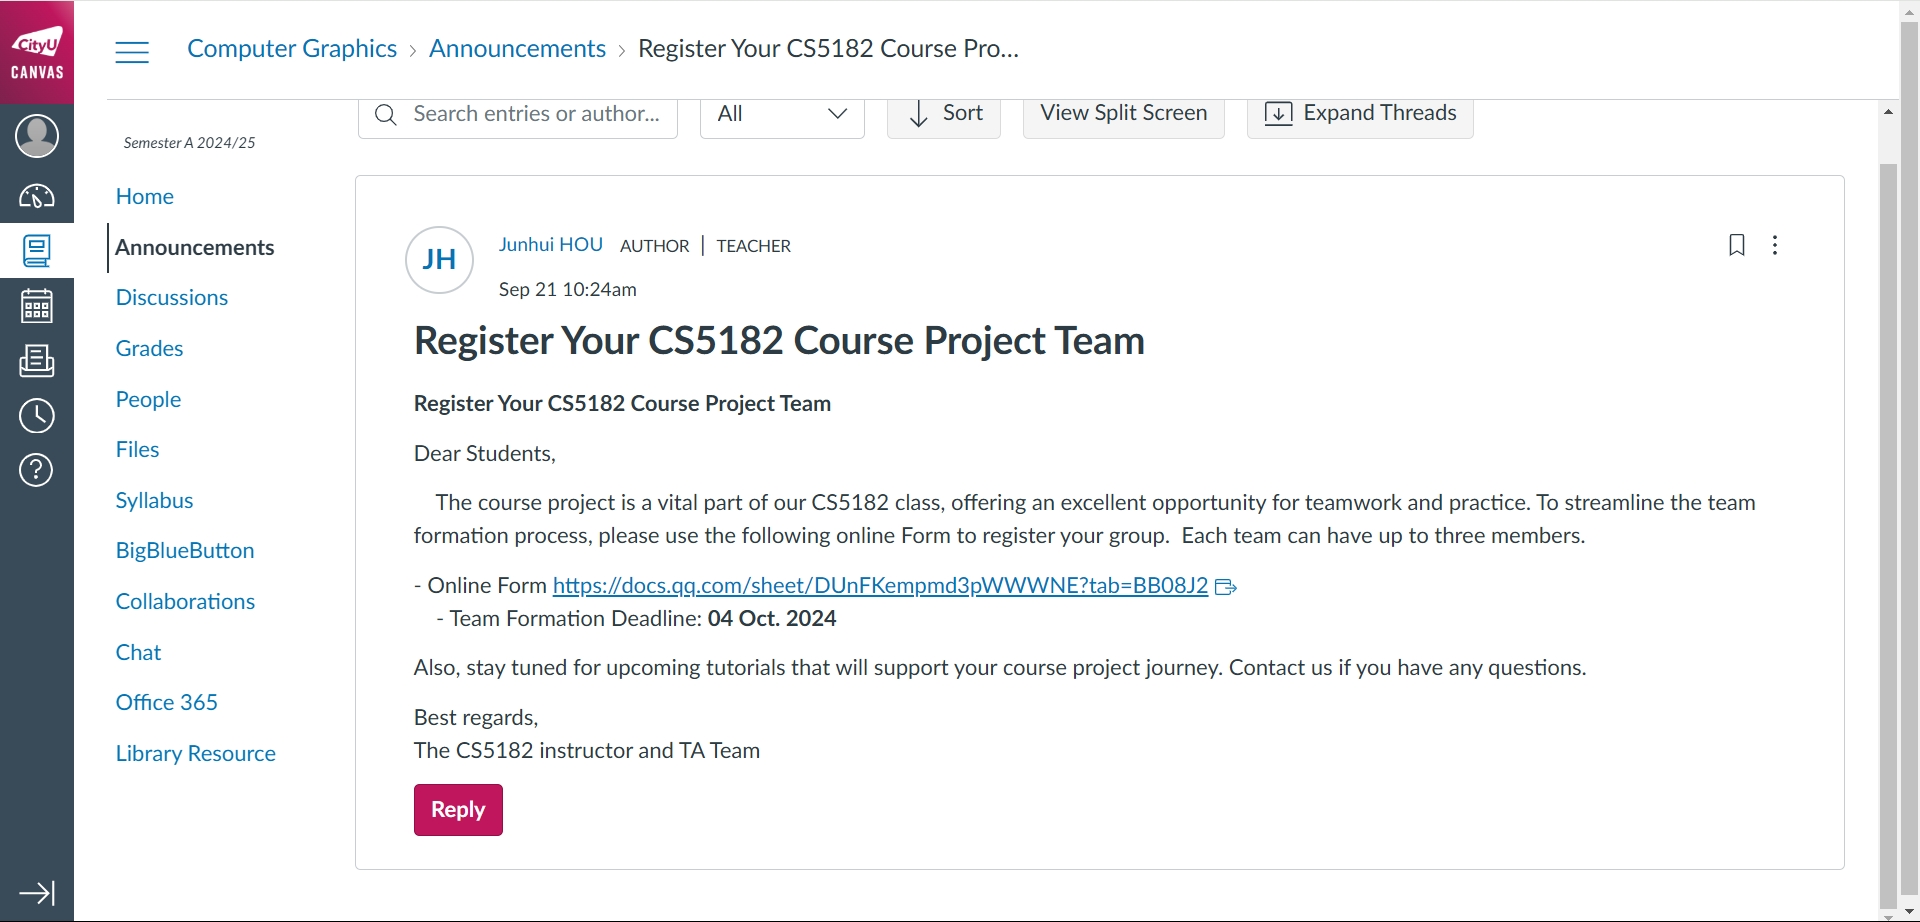 CityU
CANVAS
Computer Graphics › Announcements › Register Your CS5182 Course Pro...
Search entries or author...
All
Sort
View Split Screen
Expand Threads
Semester A 2024/25
Home
Announcements
Discussions
Grades
People
Files
Syllabus
BigBlueButton
Collaborations
Chat
Office 365
Library Resource
JH
Junhui HOU AUTHOR | TEACHER
Sep 21 10:24am
Register Your CS5182 Course Project Team
Register Your CS5182 Course Project Team
Dear Students,
The course project is a vital part of our CS5182 class, offering an excellent opportunity for teamwork and practice. To streamline the team
formation process, please use the following online Form to register your group.  Each team can have up to three members.
- Online Form https://docs.qq.com/sheet/DUnFKempmd3pWWWNE?tab=BB08J2
- Team Formation Deadline: 04 Oct. 2024
Also, stay tuned for upcoming tutorials that will support your course project journey. Contact us if you have any questions.
Best regards,
The CS5182 instructor and TA Team
Reply